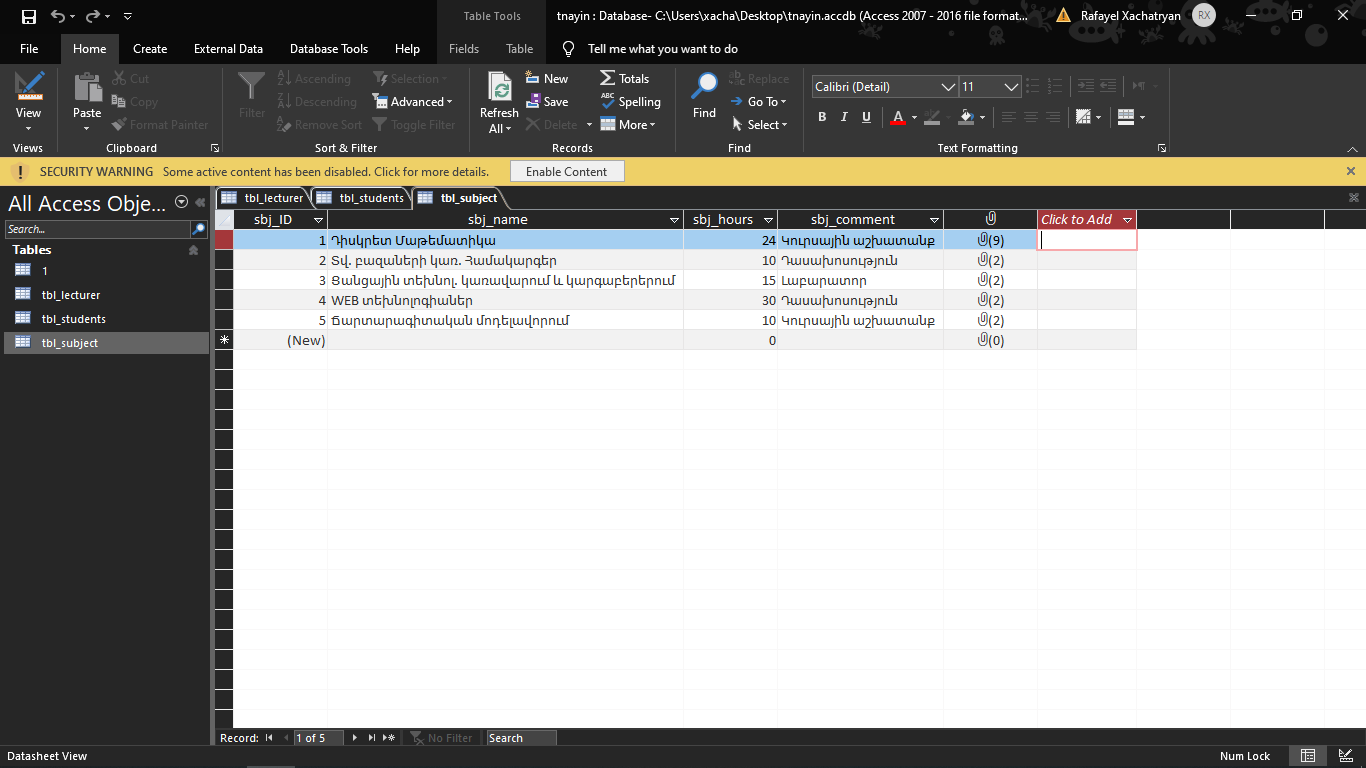 Table Tools
tnayin : Database- C:\Users\xacha\Desktop\tnayin.accdb (Access 2007 - 2016 file format...
Rafayel Xachatryan
RX
File Home Create External Data Database Tools Help Fields Table Tell me what you want to do
View
Views
Paste
Cut
Copy
Format Painter
Clipboard
Filter
Ascending
Descending
Remove Sort
Selection
Advanced
Toggle Filter
Sort & Filter
Refresh
All
New
Save
Delete
Totals
Spelling
More
Records
Find
Replace
Go To
Select
Find
Calibri (Detail) 11
B I U A
Text Formatting
SECURITY WARNING Some active content has been disabled. Click for more details. Enable Content
All Access Obje...
Search...
Tables
1
tbl_lecturer
tbl_students
tbl_subject
tbl_lecturer tbl_students tbl_subject
sbj_ID sbj_name sbj_hours sbj_comment Click to Add
1 Դիսկրետ Մաթեմատիկա 24 Կուրսային աշխատանք (9)
2 Տվ. բազաների կառ. Համակարգեր 10 Դասախոսություն (2)
3 Ցանցային տեխնոլ. կառավարում և կարգաբերերում 15 Լաբարատոր (2)
4 WEB տեխնոլոգիաներ 30 Դասախոսություն (2)
5 Ճարտարագիտական մոդելավորում 10 Կուրսային աշխատանք (2)
(New) 0 (0)
Record: 1 of 5 No Filter Search
Datasheet View
Num Lock